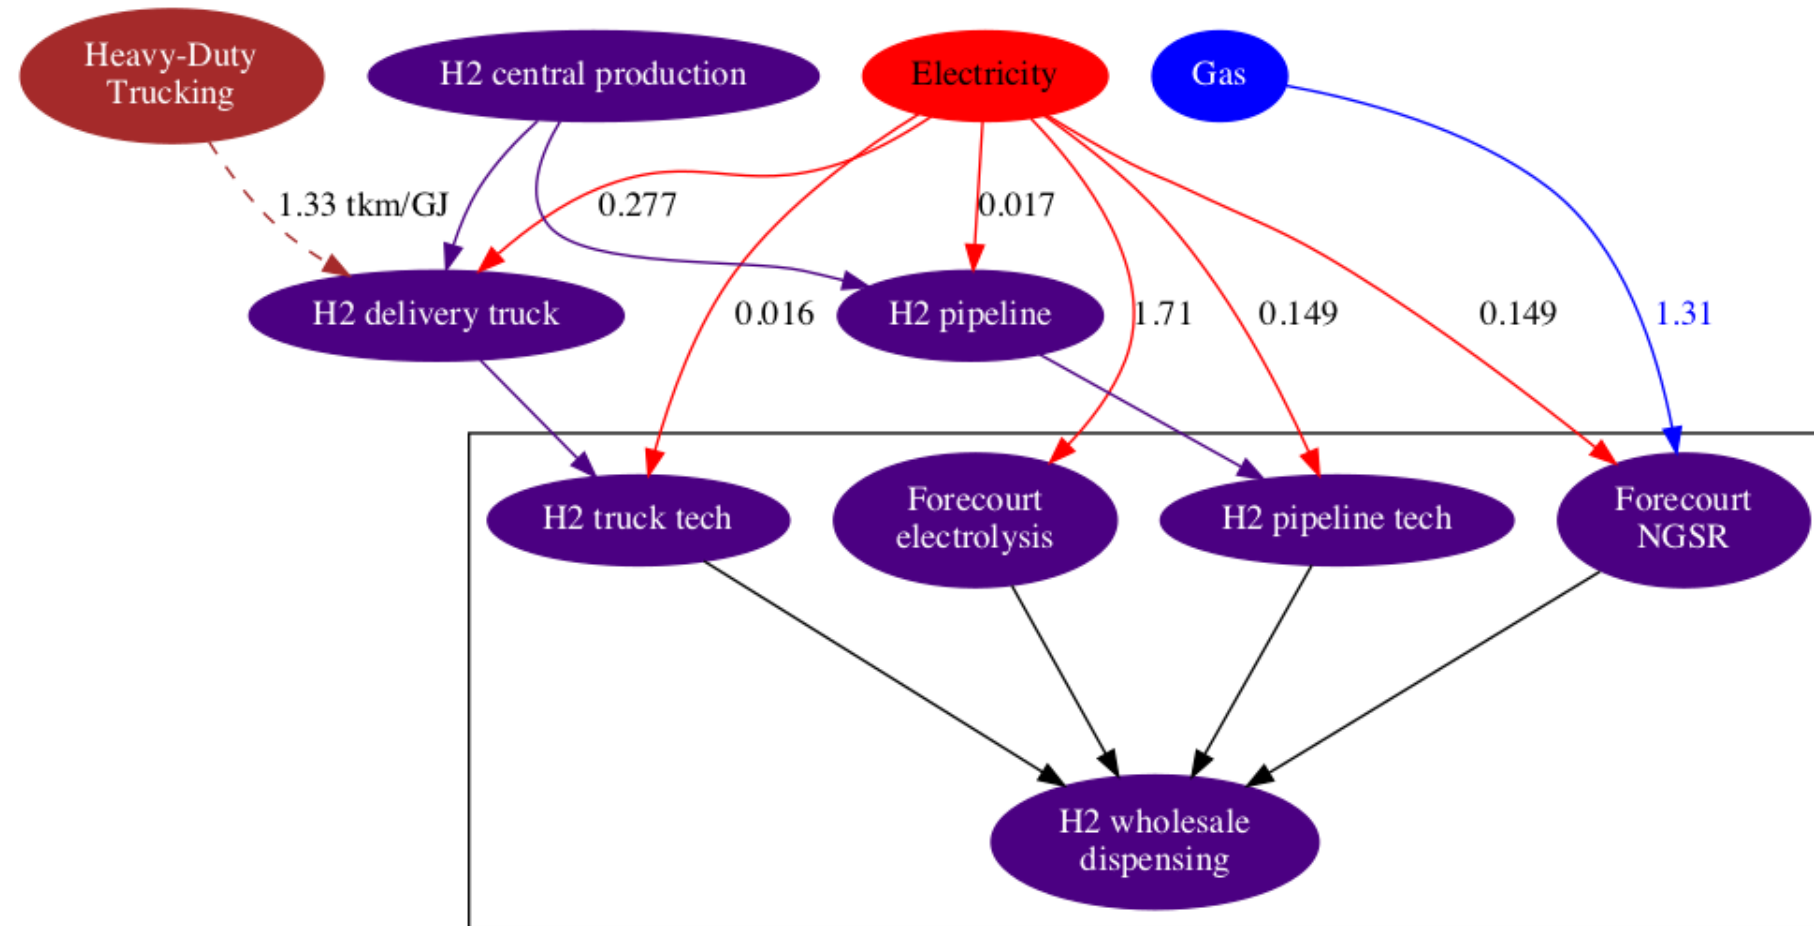 Heavy-Duty
Trucking
H2 central production
Electricity
Gas
1.33 tkm/GJ
0.277
0.017
H2 delivery truck
0.016
H2 pipeline
1.71
0.149
0.149
1.31
H2 truck tech
Forecourt
electrolysis
H2 pipeline tech
Forecourt
NGSR
H2 wholesale
dispensing